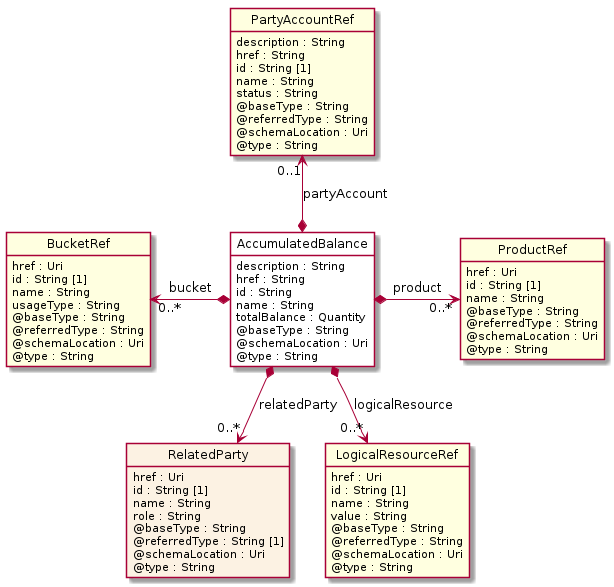 PartyAccountRef
description : String
href : String
id : String [1]
name : String
status : String
@baseType : String
@referredType : String
@schemaLocation : Uri
@type : String
0..1
partyAccount
BucketRef
href : Uri
id : String [1]
name : String
usageType : String
@baseType : String
@referredType : String
@schemaLocation : Uri
@type : String
bucket
0..*
AccumulatedBalance
description : String
href : String
id : String
name : String
totalBalance : Quantity
@baseType : String
@schemaLocation : Uri
@type : String
product
0..*
ProductRef
href : Uri
id : String [1]
name : String
@baseType : String
@referredType : String
@schemaLocation : Uri
@type : String
relatedParty
0..*
logicalResource
0..*
RelatedParty
href : Uri
id : String [1]
name : String
role : String
@baseType : String
@referredType : String [1]
@schemaLocation : Uri
@type : String
LogicalResourceRef
href : Uri
id : String [1]
name : String
value : String
@baseType : String
@referredType : String
@schemaLocation : Uri
@type : String